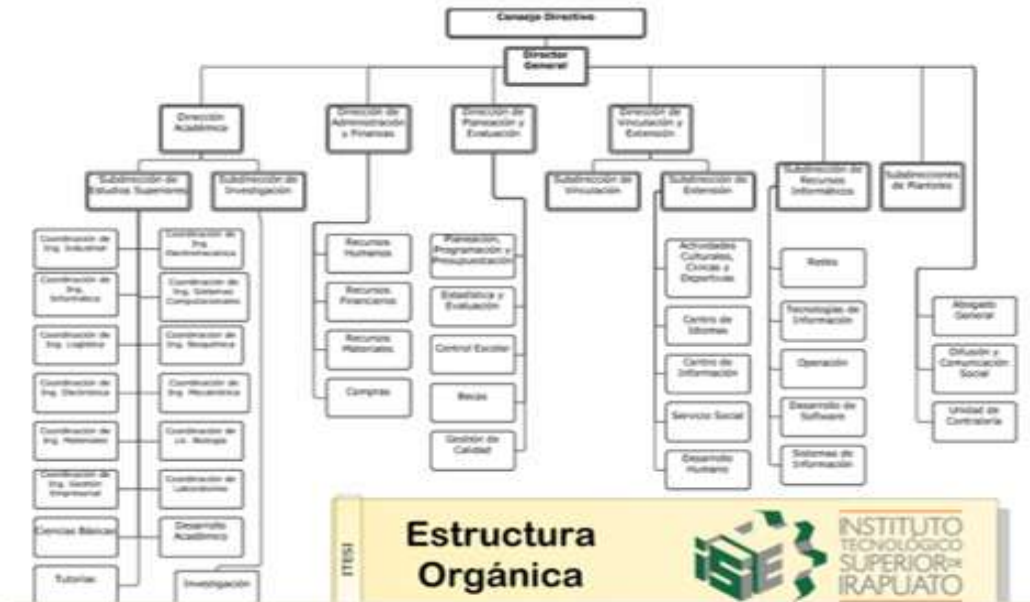 Consejo Directivo
Director
General
Dirección
Académica
Dirección de
Administración
y Finanzas
Dirección de
Planeación y
Evaluación
Dirección de
Vinculación y
Extensión
Subdirección de
Estudios Superiores
Subdirección de
Investigación
Subdirección de
Vinculación
Subdirección de
Extensión
Subdirección de
Recursos
Informáticos
Subdirecciones
de Planteles
Coordinación de
Ing. Industrial
Coordinación de
Ing.
Electromecánica
Coordinación de
Ing.
Informática
Coordinación de
Ing. Sistemas
Computacionales
Coordinación de
Ing. Logística
Coordinación de
Ing. Bioquímica
Coordinación de
Ing. Electrónica
Coordinación de
Ing. Mecatrónica
Coordinación de
Ing. Materiales
Coordinación de
Lic. Biología
Coordinación de
Ing. Gestión
Empresarial
Coordinación de
Laboratorios
Ciencias Básicas
Desarrollo
Académico
Tutorías
Investigación
Recursos
Humanos
Recursos
Financieros
Recursos
Materiales
Compras
Planeación,
Programación y
Presupuestación
Estadística y
Evaluación
Control Escolar
Becas
Gestión de
Calidad
Actividades
Culturales,
Cívicas y
Deportivas
Centro de
Idiomas
Centro de
Información
Servicio Social
Desarrollo
Humano
Redes
Tecnologías de
Información
Operación
Desarrollo de
Software
Sistemas de
Información
Abogado
General
Difusión y
Comunicación
Social
Unidad de
Contraloría
ITESI
Estructura
Orgánica
INSTITUTO
TECNOLÓGICO
SUPERIOR DE
IRAPUATO